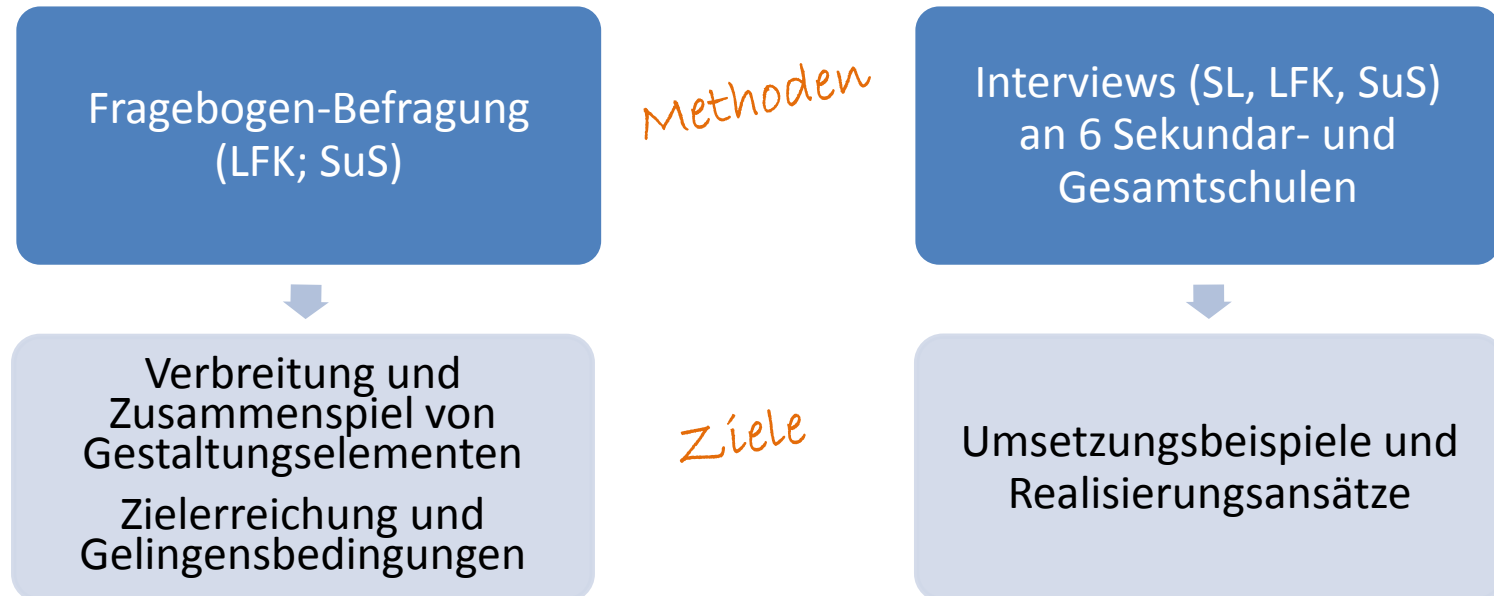 Fragebogen-Befragung
(LFK; SuS)
Methoden
Interviews (SL, LFK, SuS)
an 6 Sekundar- und
Gesamtschulen
Verbreitung und
Zusammenspiel von
Gestaltungselementen
Zielerreichung und
Gelingensbedingungen
Ziele
Umsetzungsbeispiele und
Realisierungsansätze